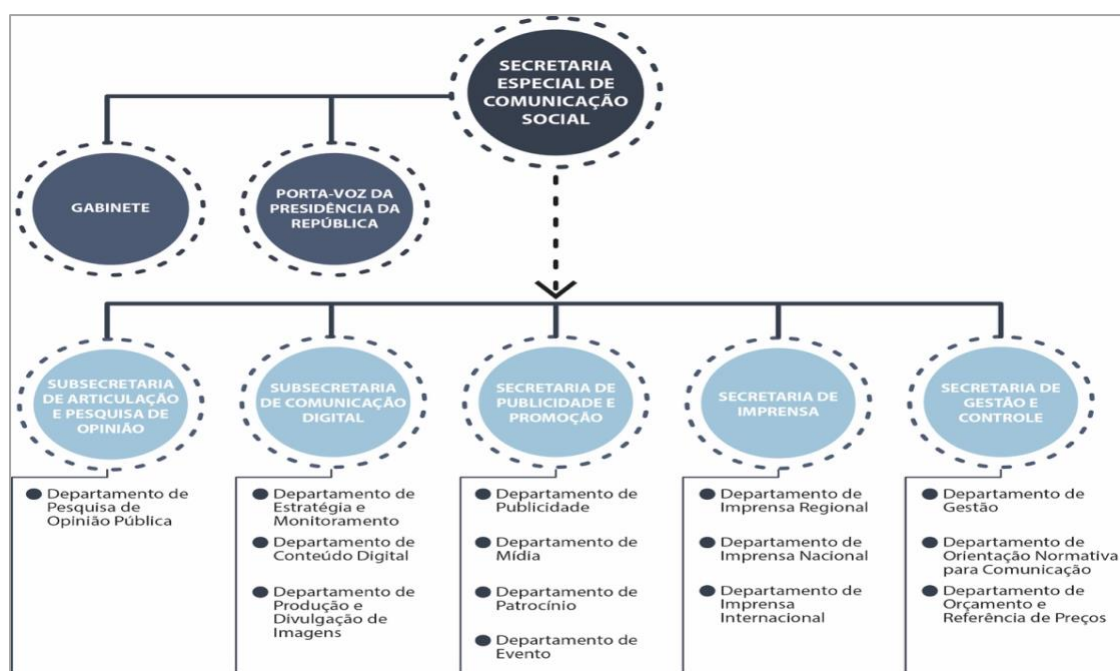 SECRETARIA
ESPECIAL DE
COMUNICAÇÃO
SOCIAL
GABINETE
PORTA-VOZ DA
PRESIDÊNCIA DA
REPÚBLICA
SUBSECRETARIA
DE ARTICULAÇÃO
E PESQUISA DE
OPINIÃO
SUBSECRETARIA
DE COMUNICAÇÃO
DIGITAL
SECRETARIA DE
PUBLICIDADE E
PROMOÇÃO
SECRETARIA DE
IMPRENSA
SECRETARIA DE
GESTÃO E
CONTROLE
Departamento de
Pesquisa de
Opinião Pública
Departamento de
Estratégia e
Monitoramento
Departamento de
Conteúdo Digital
Departamento de
Produção e
Divulgação de
Imagens
Departamento de
Publicidade
Departamento de
Mídia
Departamento de
Patrocínio
Departamento de
Evento
Departamento de
Imprensa Regional
Departamento de
Imprensa Nacional
Departamento de
Imprensa
Internacional
Departamento de
Gestão
Departamento de
Orientação Normativa
para Comunicação
Departamento de
Orçamento e
Referência de Preços